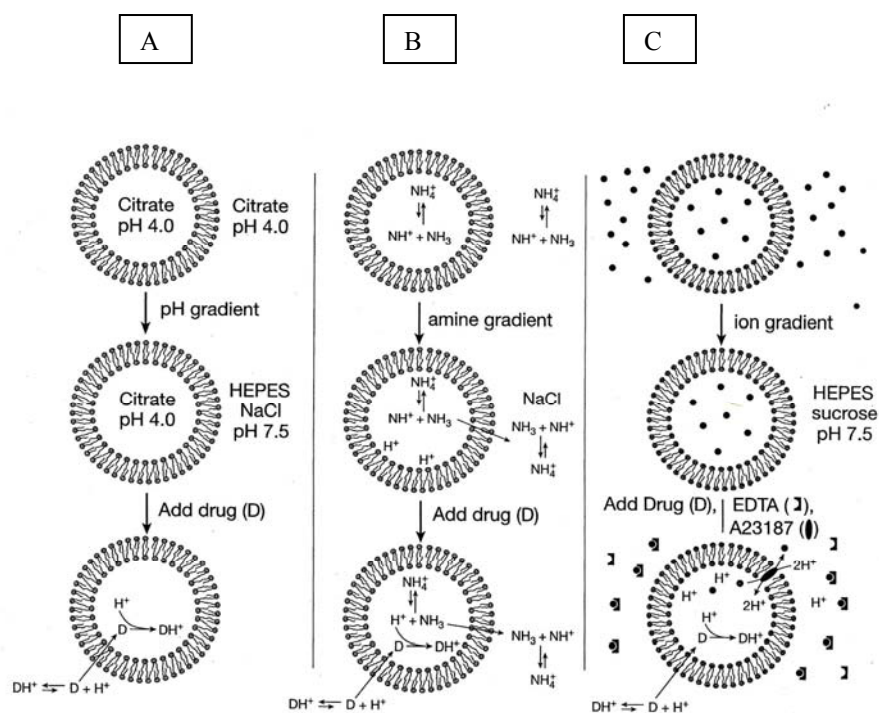 A
B
C
Citrate
pH 4.0
Citrate
pH 4.0
pH gradient
Citrate
pH 4.0
HEPES
NaCl
pH 7.5
Add drug (D)
H⁺
D → DH⁺
DH⁺ ⇌ D + H⁺
NH₄⁺
NH⁺ + NH₃
NH₄⁺
NH⁺ + NH₃
amine gradient
NH₄⁺
NH⁺ + NH₃
H⁺
H⁺
NaCl
NH₃ + NH⁺
NH₄⁺
Add drug (D)
NH₄⁺
H⁺ + NH₃
D → DH⁺
NH₃ + NH⁺
NH₄⁺
DH⁺ ⇌ D + H⁺
ion gradient
HEPES
sucrose
pH 7.5
Add Drug (D), EDTA ( ),
A23187 ( )
H⁺
H⁺
2H⁺
2H⁺
H⁺
H⁺
D → DH⁺
DH⁺ ⇌ D + H⁺